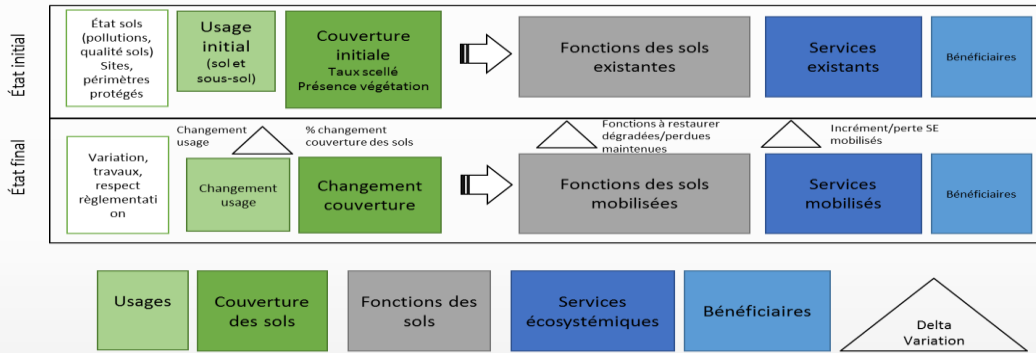 État initial
État sols
(pollutions,
qualité sols)
Sites,
périmètres
protégés
Usage
initial
(sol et
sous-sol)
Couverture
initiale
Taux scellé
Présence végétation
Fonctions des sols
existantes
Services
existants
Bénéficiaires
État final
Changement
usage
% changement
couverture des sols
Fonctions à restaurer
dégradées/perdues
maintenues
Incrément/perte SE
mobilisés
Variation,
travaux,
respect
règlementati
on
Changement
usage
Changement
couverture
Fonctions des sols
mobilisées
Services
mobilisés
Bénéficiaires
Usages
Couverture
des sols
Fonctions des
sols
Services
écosystémiques
Bénéficiaires
Delta
Variation